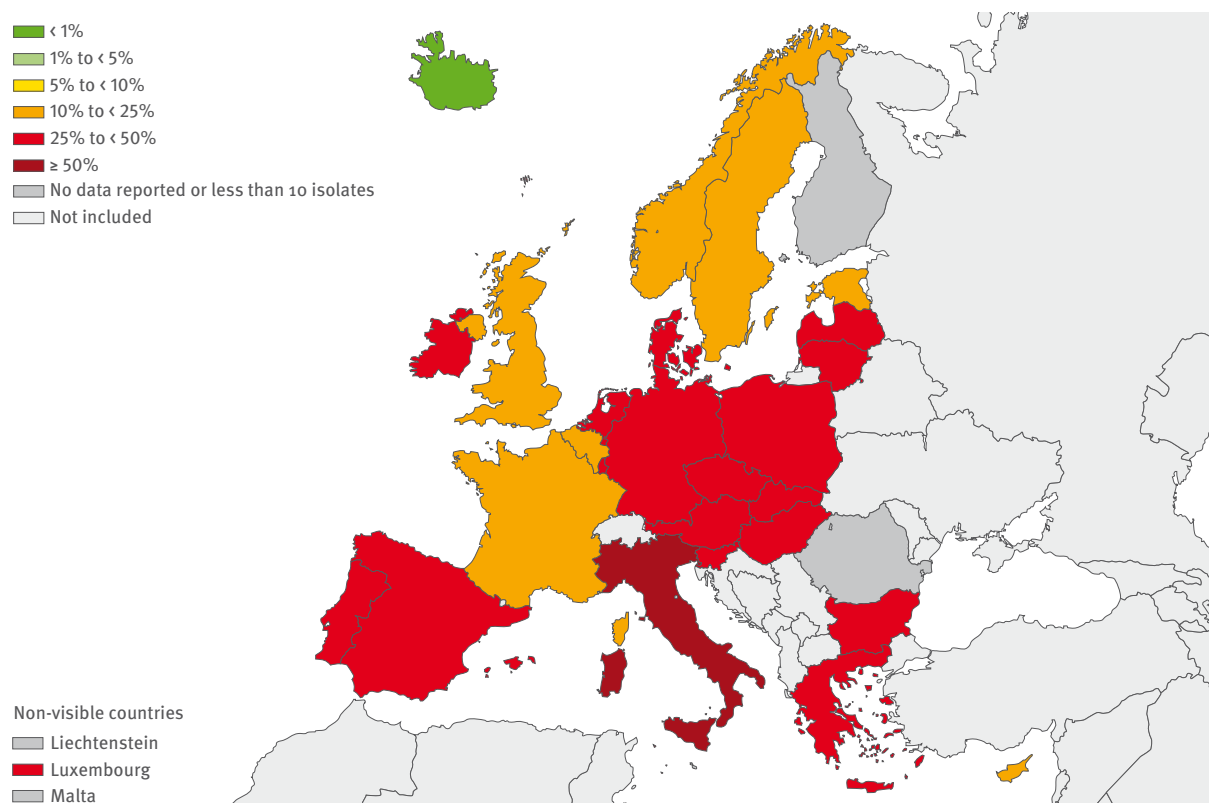 < 1%
1% to < 5%
5% to < 10%
10% to < 25%
25% to < 50%
≥ 50%
No data reported or less than 10 isolates
Not included
Non-visible countries
Liechtenstein
Luxembourg
Malta